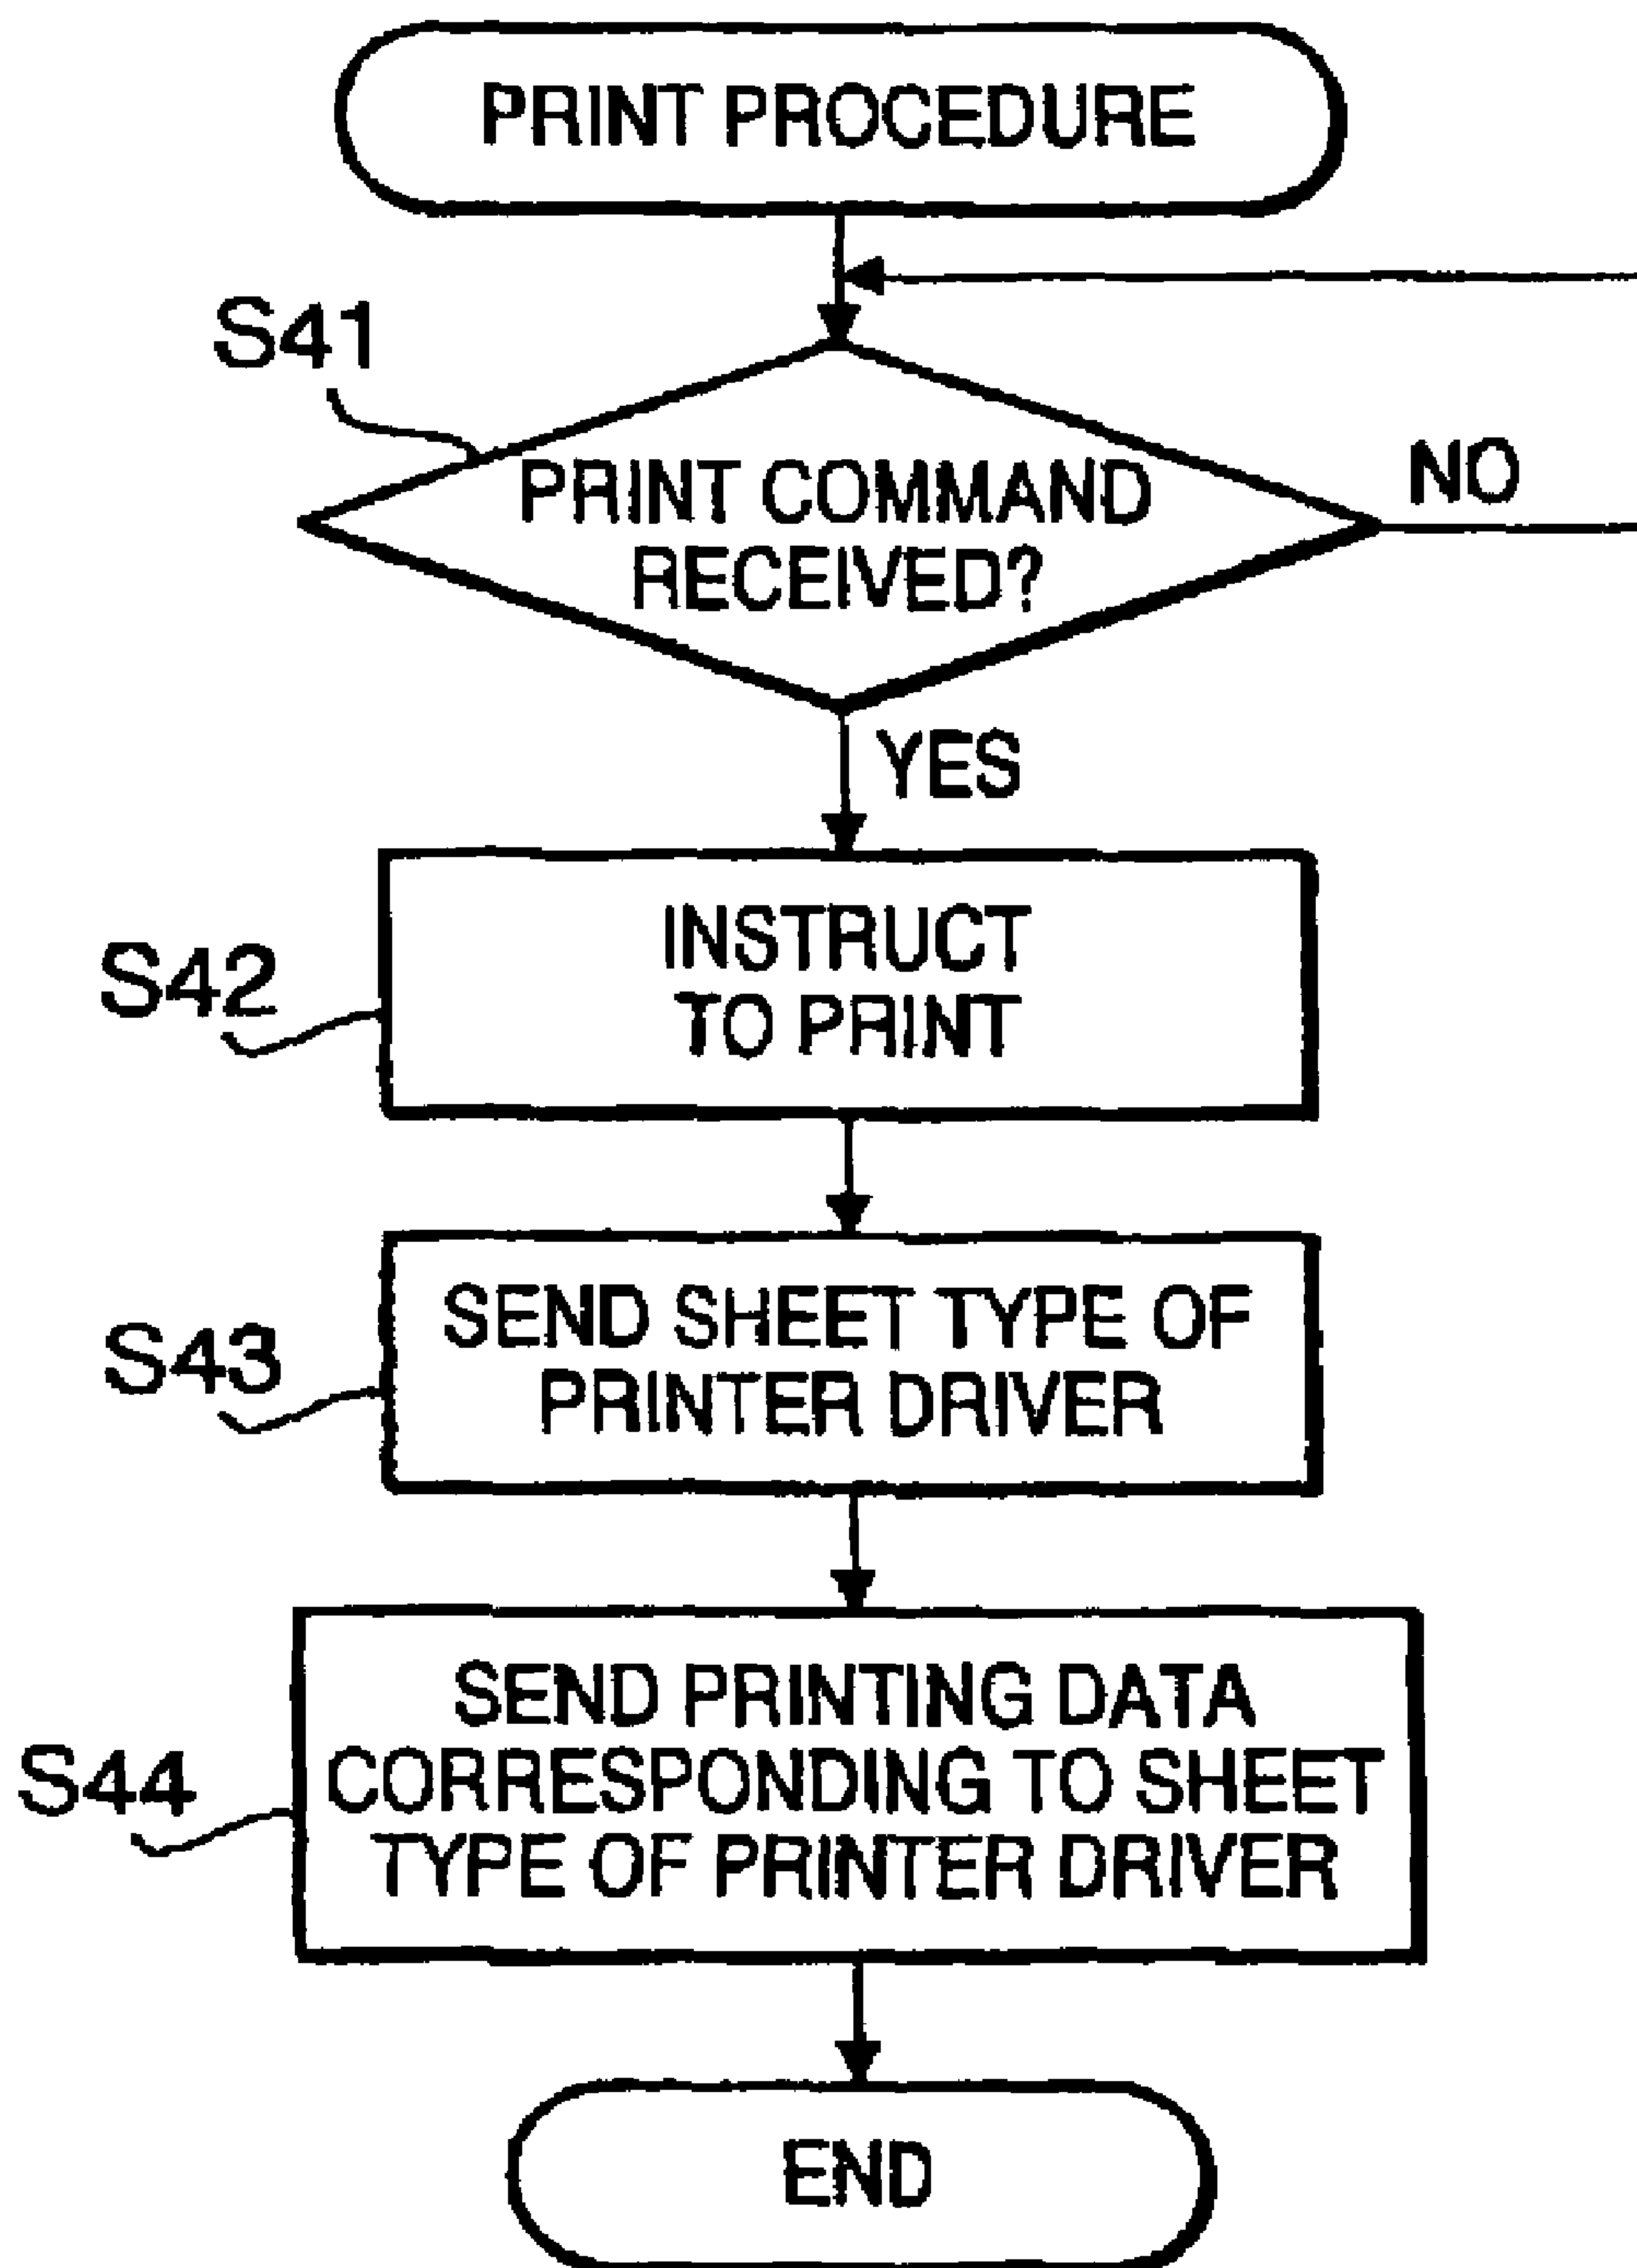 PRINT PROCEDURE
S41
PRINT COMMAND
RECEIVED?
NO
YES
S42
INSTRUCT
TO PRINT
S43
SEND SHEET TYPE OF
PRINTER DRIVER
S44
SEND PRINTING DATA
CORRESPONDING TO SHEET
TYPE OF PRINTER DRIVER
END